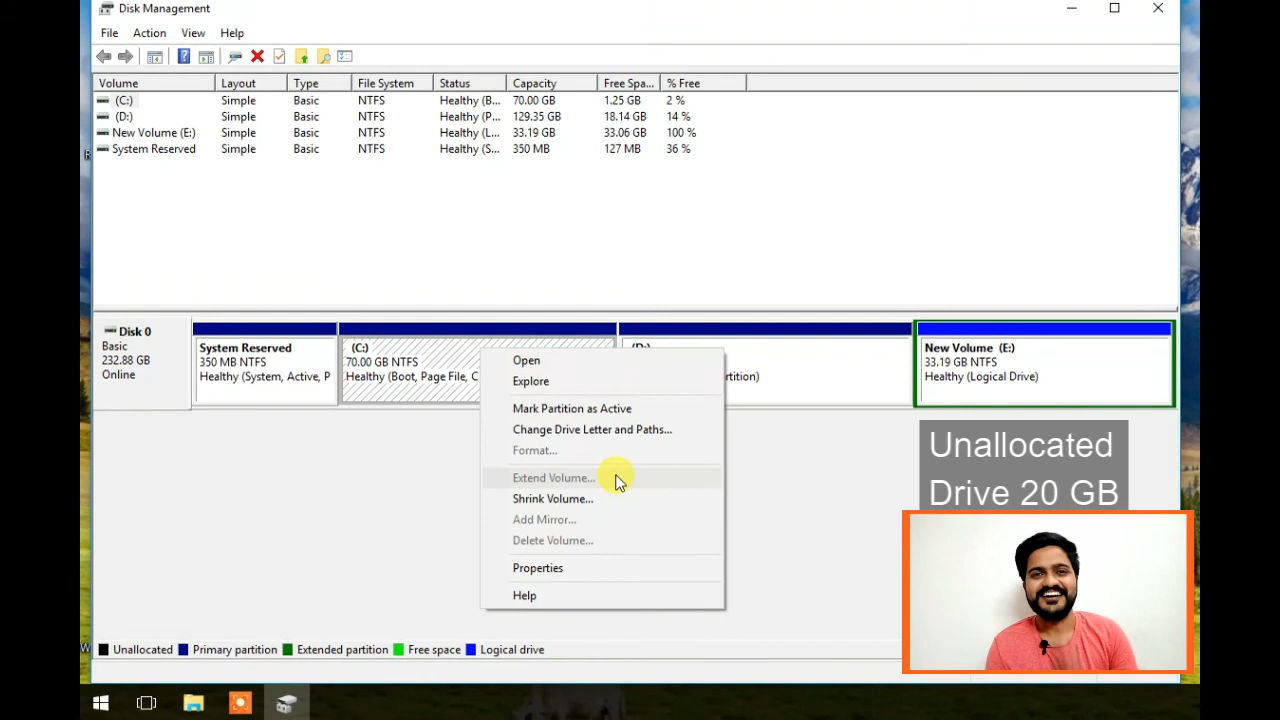 Disk Management
File Action View Help
Volume Layout Type File System Status Capacity Free Spa... % Free
(C:) Simple Basic NTFS Healthy (B... 70.00 GB 1.25 GB 2 %
(D:) Simple Basic NTFS Healthy (P... 129.35 GB 18.14 GB 14 %
New Volume (E:) Simple Basic NTFS Healthy (L... 33.19 GB 33.06 GB 100 %
System Reserved Simple Basic NTFS Healthy (S... 350 MB 127 MB 36 %
Disk 0
Basic
232.88 GB
Online
System Reserved
350 MB NTFS
Healthy (System, Active, P
(C:)
70.00 GB NTFS
Healthy (Boot, Page File, C
rtition)
New Volume (E:)
33.19 GB NTFS
Healthy (Logical Drive)
Open
Explore
Mark Partition as Active
Change Drive Letter and Paths...
Format...
Extend Volume...
Shrink Volume...
Add Mirror...
Delete Volume...
Properties
Help
Unallocated
Drive 20 GB
Unallocated Primary partition Extended partition Free space Logical drive